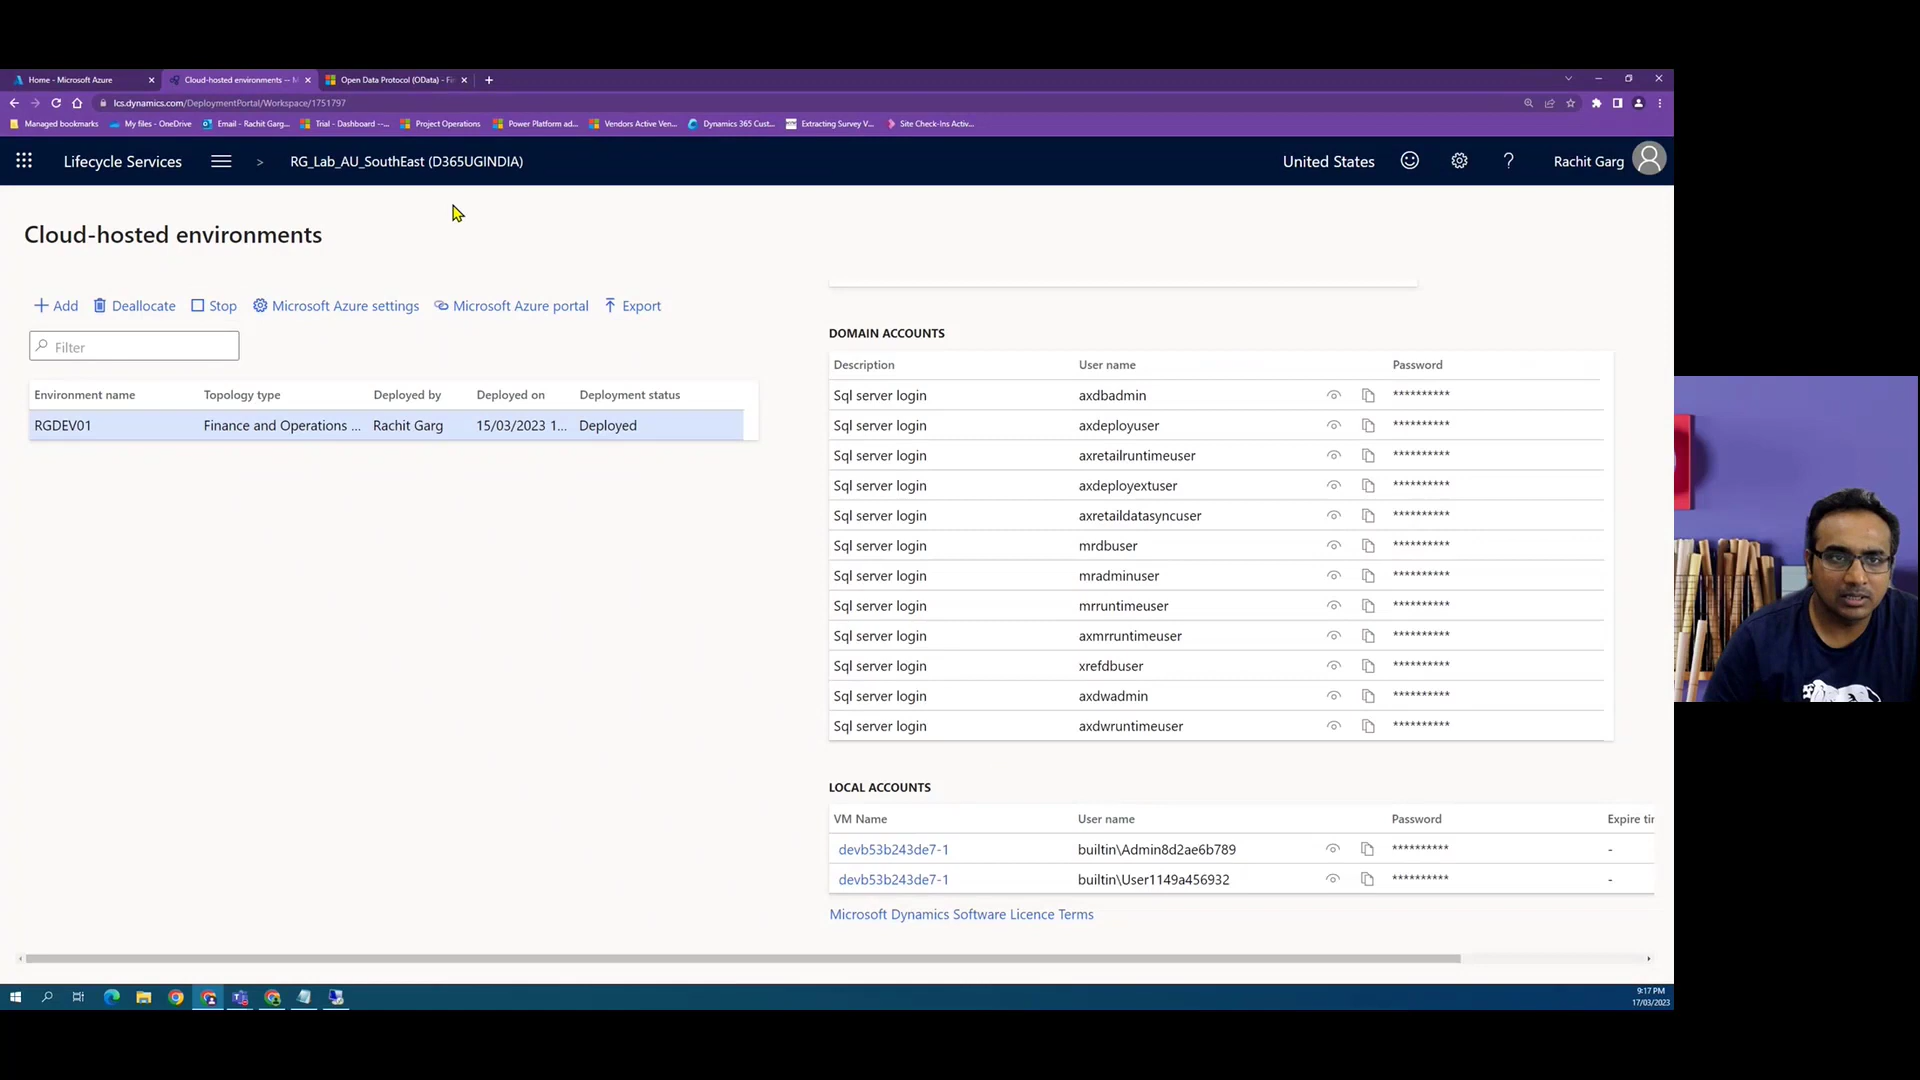 Home - Microsoft Azure
Cloud-hosted environments -- M
Open Data Protocol (OData) - Fi
lcs.dynamics.com/DeploymentPortal/Workspace/1751797
Managed bookmarks
My files - OneDrive
Email - Rachit Garg...
Trial - Dashboard --...
Project Operations
Power Platform ad...
Vendors Active Ven...
Dynamics 365 Cust...
Extracting Survey V...
Site Check-Ins Activ...
Lifecycle Services
>
RG_Lab_AU_SouthEast (D365UGINDIA)
United States
?
Rachit Garg
Cloud-hosted environments
Add
Deallocate
Stop
Microsoft Azure settings
Microsoft Azure portal
Export
Filter
Environment name Topology type Deployed by Deployed on Deployment status
RGDEV01 Finance and Operations ... Rachit Garg 15/03/2023 1... Deployed
DOMAIN ACCOUNTS
Description User name Password
Sql server login axdbadmin **********
Sql server login axdeployuser **********
Sql server login axretailruntimeuser **********
Sql server login axdeployextuser **********
Sql server login axretaildatasyncuser **********
Sql server login mrdbuser **********
Sql server login mradminuser **********
Sql server login mrruntimeuser **********
Sql server login axmrruntimeuser **********
Sql server login xrefdbuser **********
Sql server login axdwadmin **********
Sql server login axdwruntimeuser **********
LOCAL ACCOUNTS
VM Name User name Password Expire tir
devb53b243de7-1 builtin\Admin8d2ae6b789 ********** -
devb53b243de7-1 builtin\User1149a456932 ********** -
Microsoft Dynamics Software Licence Terms
9:17 PM
17/03/2023